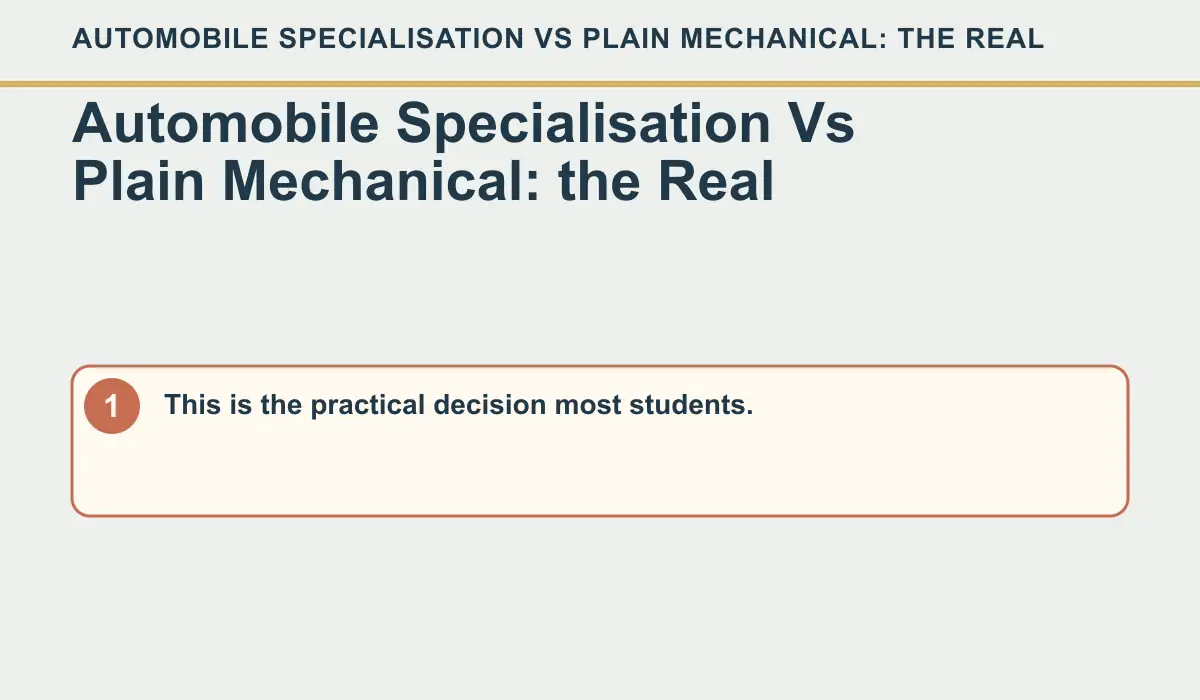 AUTOMOBILE SPECIALISATION VS PLAIN MECHANICAL: THE REAL
Automobile Specialisation Vs
Plain Mechanical: the Real
1 This is the practical decision most students.